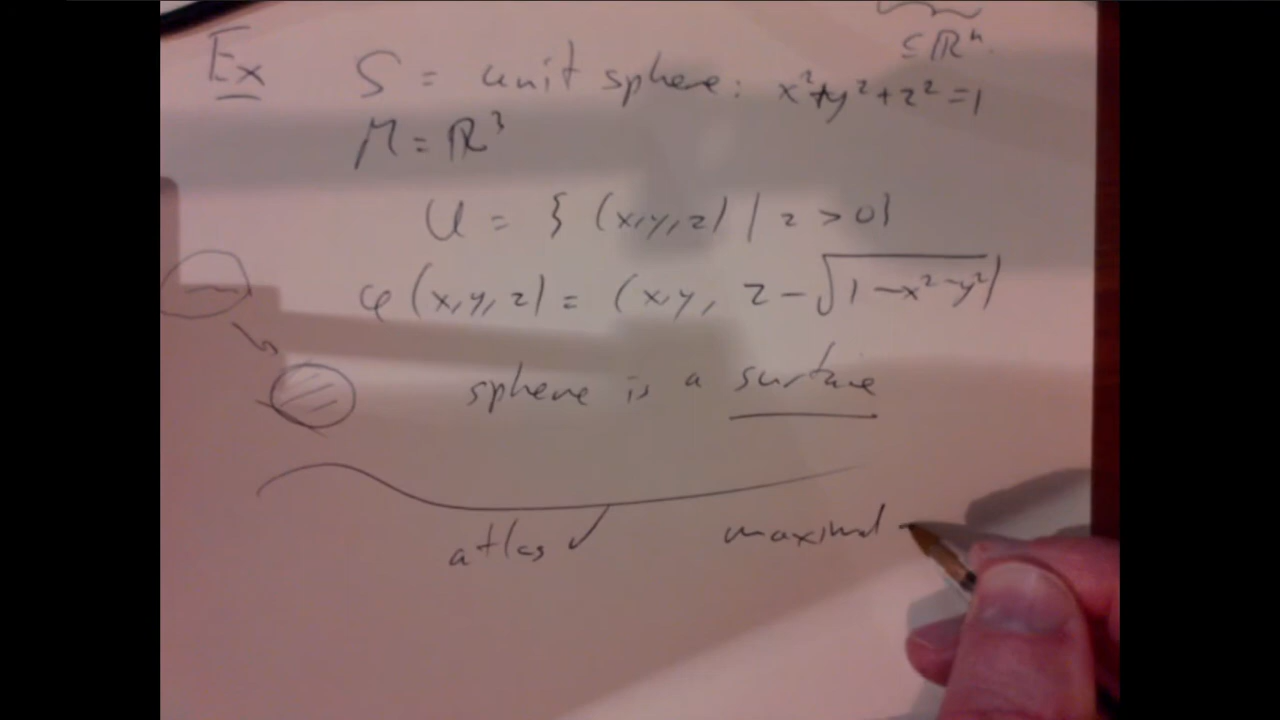 ⊆ ℝⁿ.
Ex S = unit sphere: x²+y²+z²=1
M = ℝ³
U = { (x,y,z) | z > 0}
φ(x,y,z) = (x,y, z-√(1-x²-y²))
sphere is a surface
atlas ✓ maximal